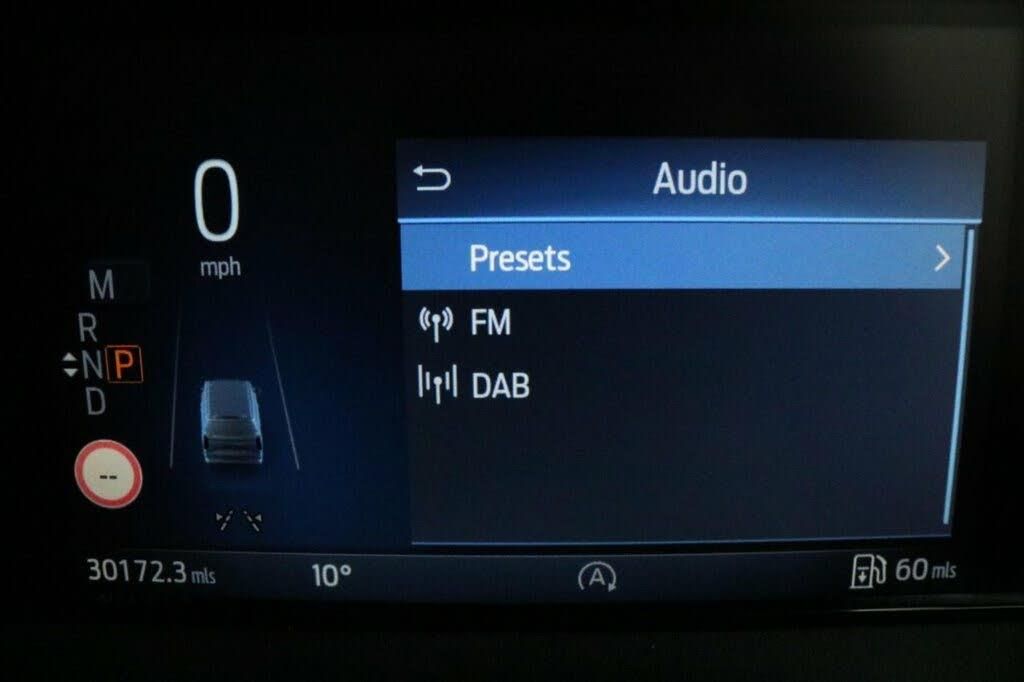 0
mph
M
R
N P
D
--
Audio
Presets
FM
DAB
30172.3 mls
10°
A
60 mls